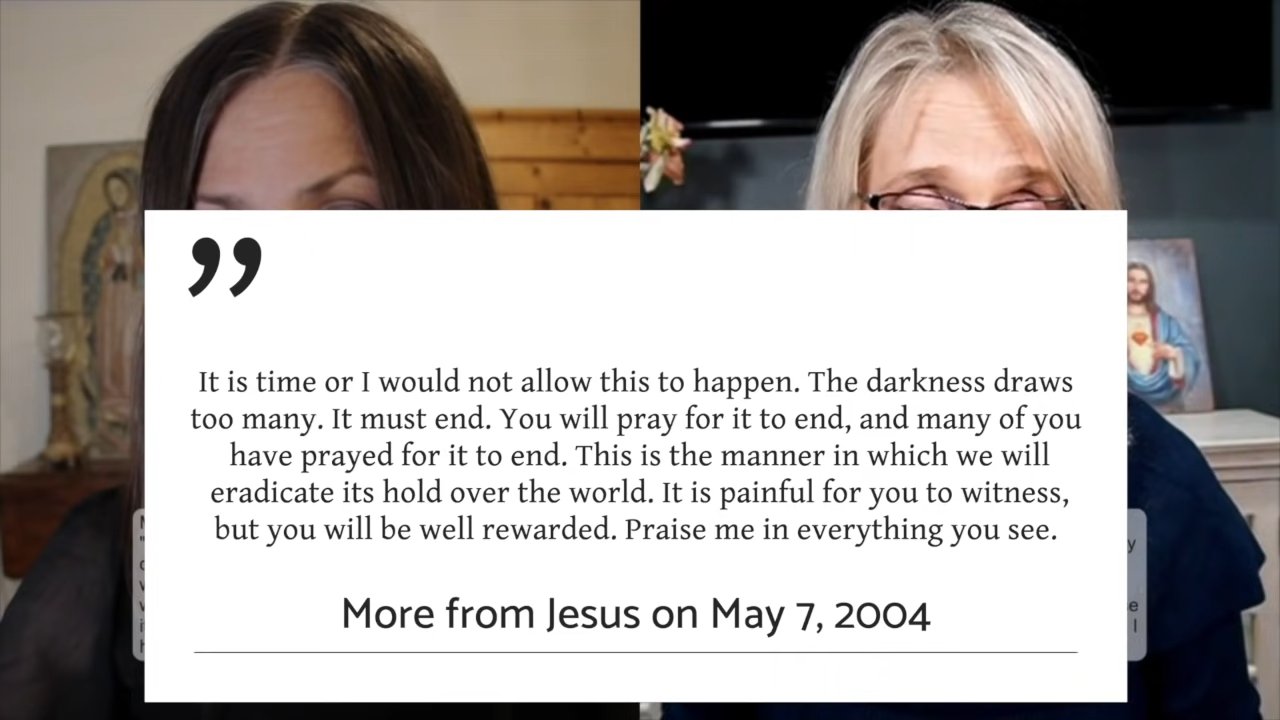 ”
It is time or I would not allow this to happen. The darkness draws
too many. It must end. You will pray for it to end, and many of you
have prayed for it to end. This is the manner in which we will
eradicate its hold over the world. It is painful for you to witness,
but you will be well rewarded. Praise me in everything you see.
More from Jesus on May 7, 2004